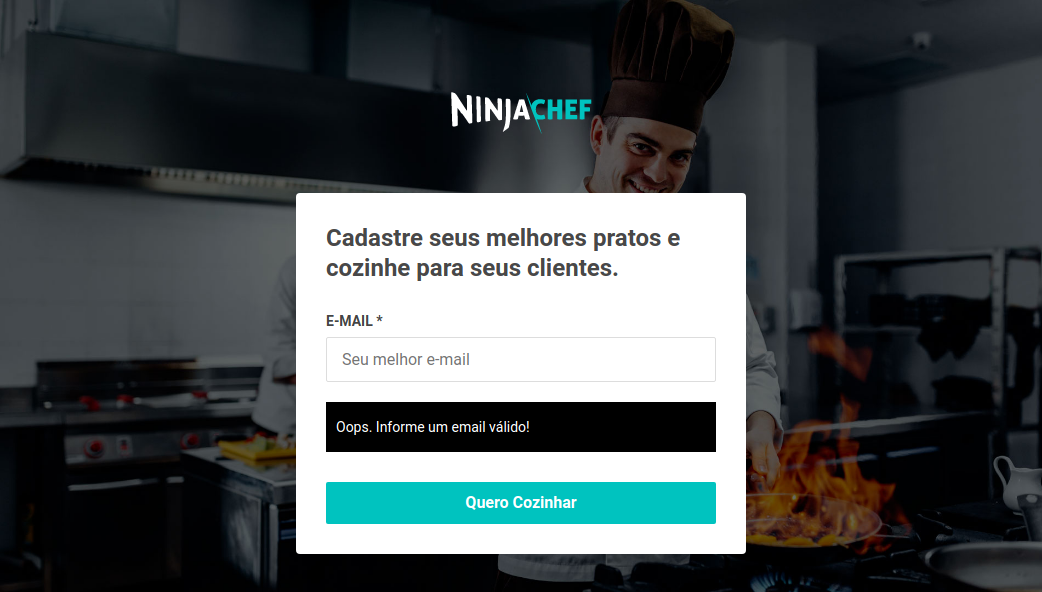 NINJACHEF
Cadastre seus melhores pratos e
cozinhe para seus clientes.
E-MAIL *
Seu melhor e-mail
Oops. Informe um email válido!
Quero Cozinhar